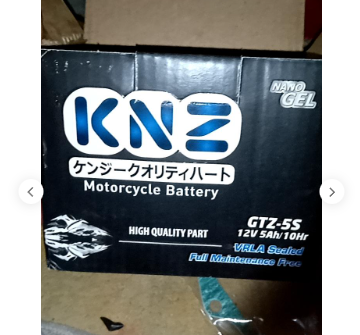 NANO
GEL
KNZ
ケンジークオリティハート
Motorcycle Battery
HIGH QUALITY PART
GTZ-5S
12V 5Ah/10Hr
VRLA Sealed
Full Maintenance Free